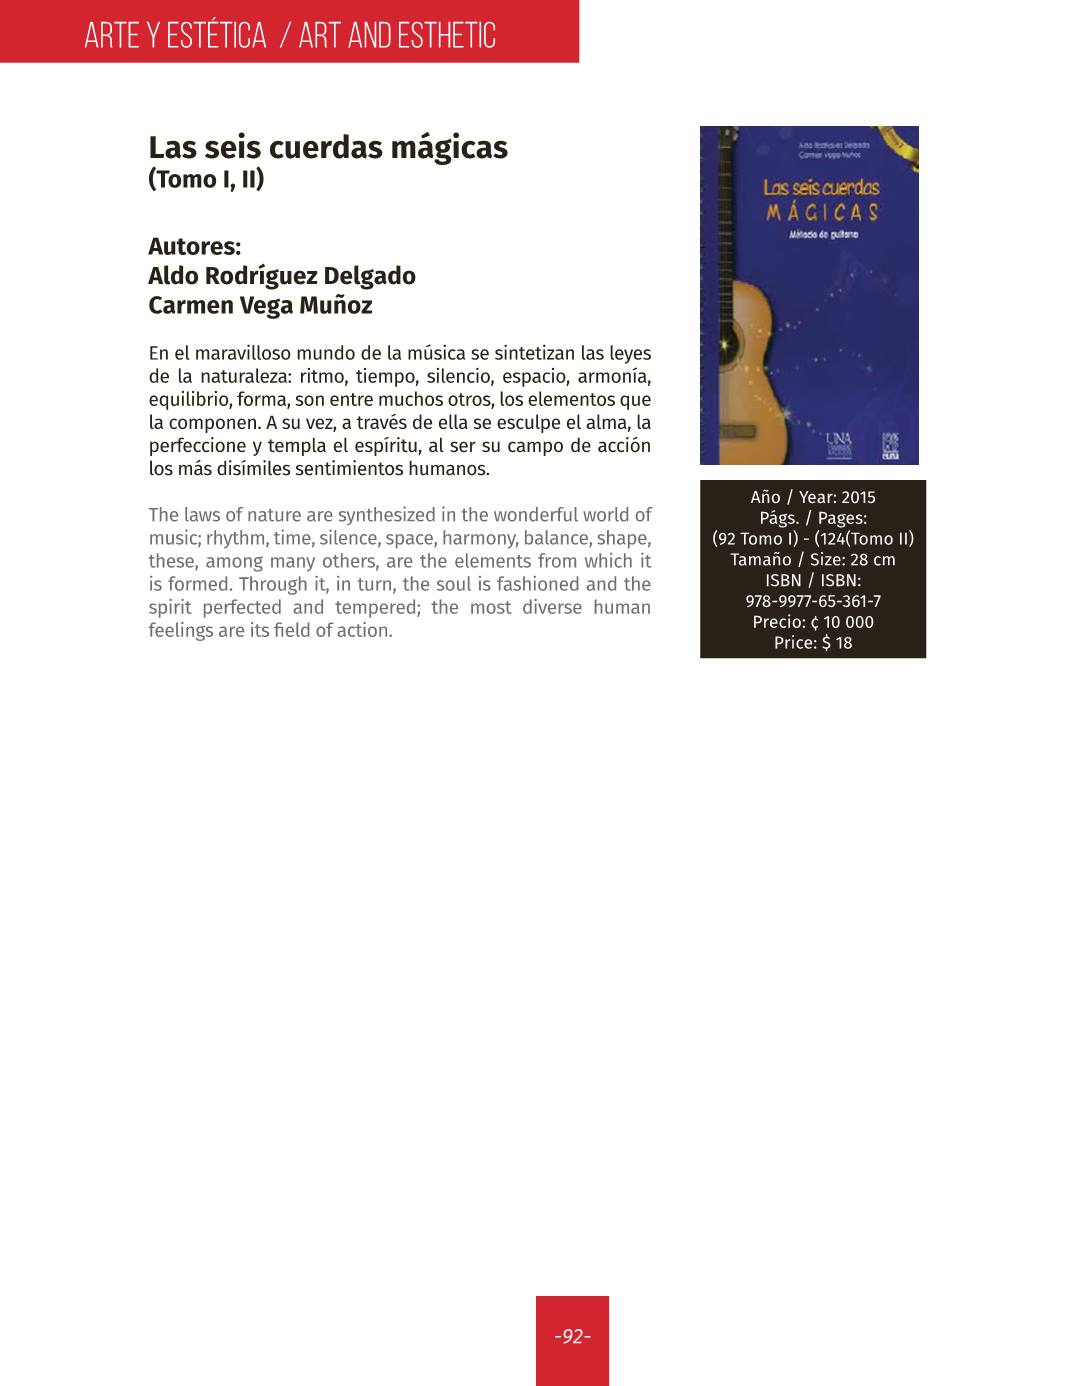 ARTE Y ESTÉTICA / ART AND ESTHETIC
Las seis cuerdas mágicas
(Tomo I, II)
Autores:
Aldo Rodríguez Delgado
Carmen Vega Muñoz
En el maravilloso mundo de la música se sintetizan las leyes
de la naturaleza: ritmo, tiempo, silencio, espacio, armonía,
equilibrio, forma, son entre muchos otros, los elementos que
la componen. A su vez, a través de ella se esculpe el alma, la
perfeccione y templa el espíritu, al ser su campo de acción
los más disímiles sentimientos humanos.
The laws of nature are synthesized in the wonderful world of
music; rhythm, time, silence, space, harmony, balance, shape,
these, among many others, are the elements from which it
is formed. Through it, in turn, the soul is fashioned and the
spirit perfected and tempered; the most diverse human
feelings are its field of action.
Aldo Rodríguez Delgado
Carmen Vega Muñoz
Las seis cuerdas
MÁGICAS
Método de guitarra
UNA
Año / Year: 2015
Págs. / Pages:
(92 Tomo I) - (124(Tomo II)
Tamaño / Size: 28 cm
ISBN / ISBN:
978-9977-65-361-7
Precio: ¢ 10 000
Price: $ 18
-92-